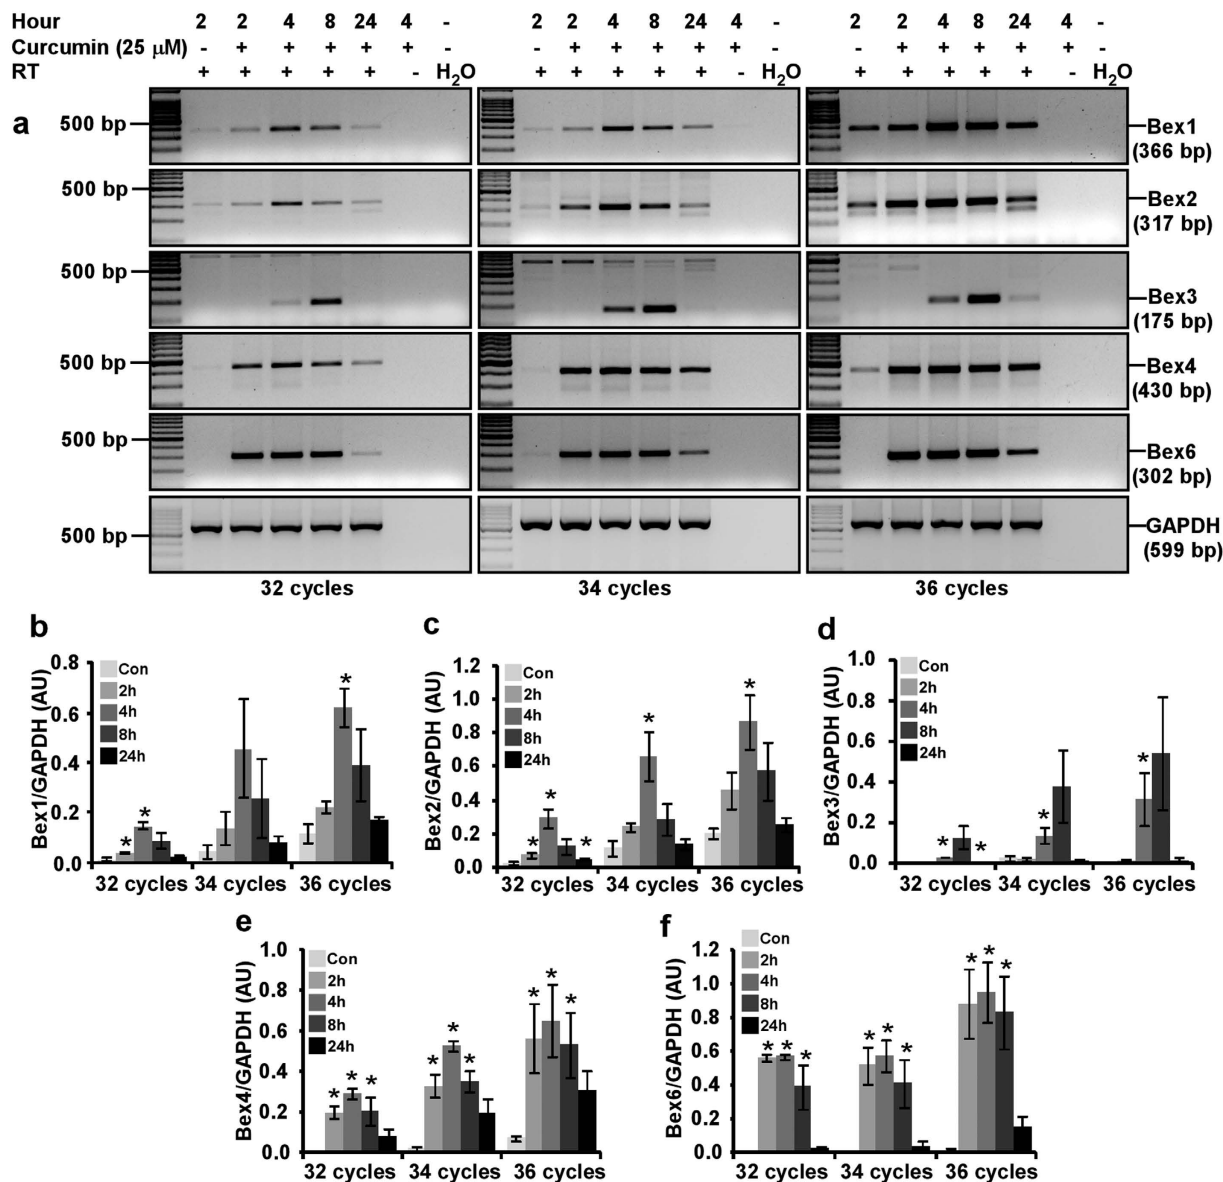 Hour 2 2 4 8 24 4 - 2 2 4 8 24 4 - 2 2 4 8 24 4 -
Curcumin (25 μM) - + + + + + - - + + + + + - - + + + + + -
RT + + + + + - H2O + + + + + - H2O + + + + + - H2O
a
500 bp Bex1
(366 bp)
500 bp Bex2
(317 bp)
500 bp Bex3
(175 bp)
500 bp Bex4
(430 bp)
500 bp Bex6
(302 bp)
500 bp GAPDH
(599 bp)
32 cycles 34 cycles 36 cycles
b
Bex1/GAPDH (AU)
0.8
0.6
0.4
0.2
0.0
Con
2h
4h
8h
24h
* * *
32 cycles 34 cycles 36 cycles
c
Bex2/GAPDH (AU)
1.2
1.0
0.8
0.6
0.4
0.2
0.0
Con
2h
4h
8h
24h
* * * * *
32 cycles 34 cycles 36 cycles
d
Bex3/GAPDH (AU)
1.0
0.8
0.6
0.4
0.2
0.0
Con
2h
4h
8h
24h
* * * *
32 cycles 34 cycles 36 cycles
e
Bex4/GAPDH (AU)
1.0
0.8
0.6
0.4
0.2
0.0
Con
2h
4h
8h
24h
* * * * * * * * *
32 cycles 34 cycles 36 cycles
f
Bex6/GAPDH (AU)
1.2
1.0
0.8
0.6
0.4
0.2
0.0
Con
2h
4h
8h
24h
* * * * * * * * *
32 cycles 34 cycles 36 cycles